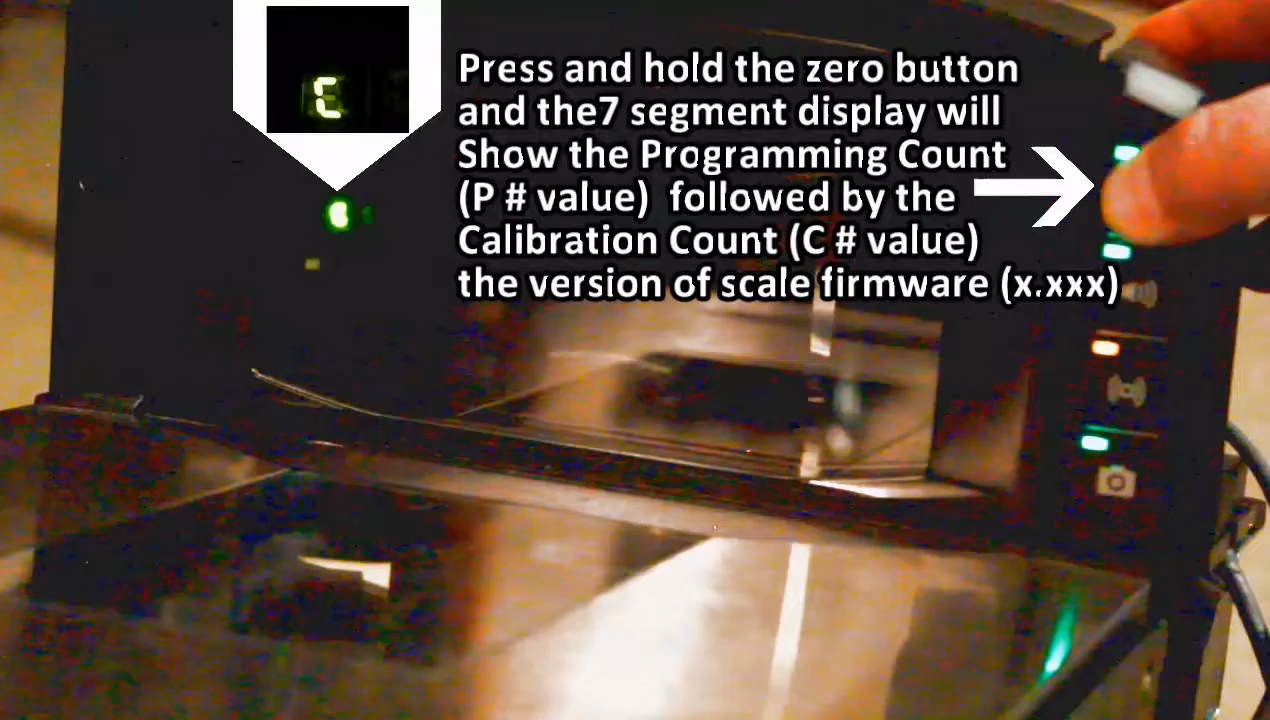 C
Press and hold the zero button
and the7 segment display will
Show the Programming Count
(P # value) followed by the
Calibration Count (C # value)
the version of scale firmware (x.xxx)